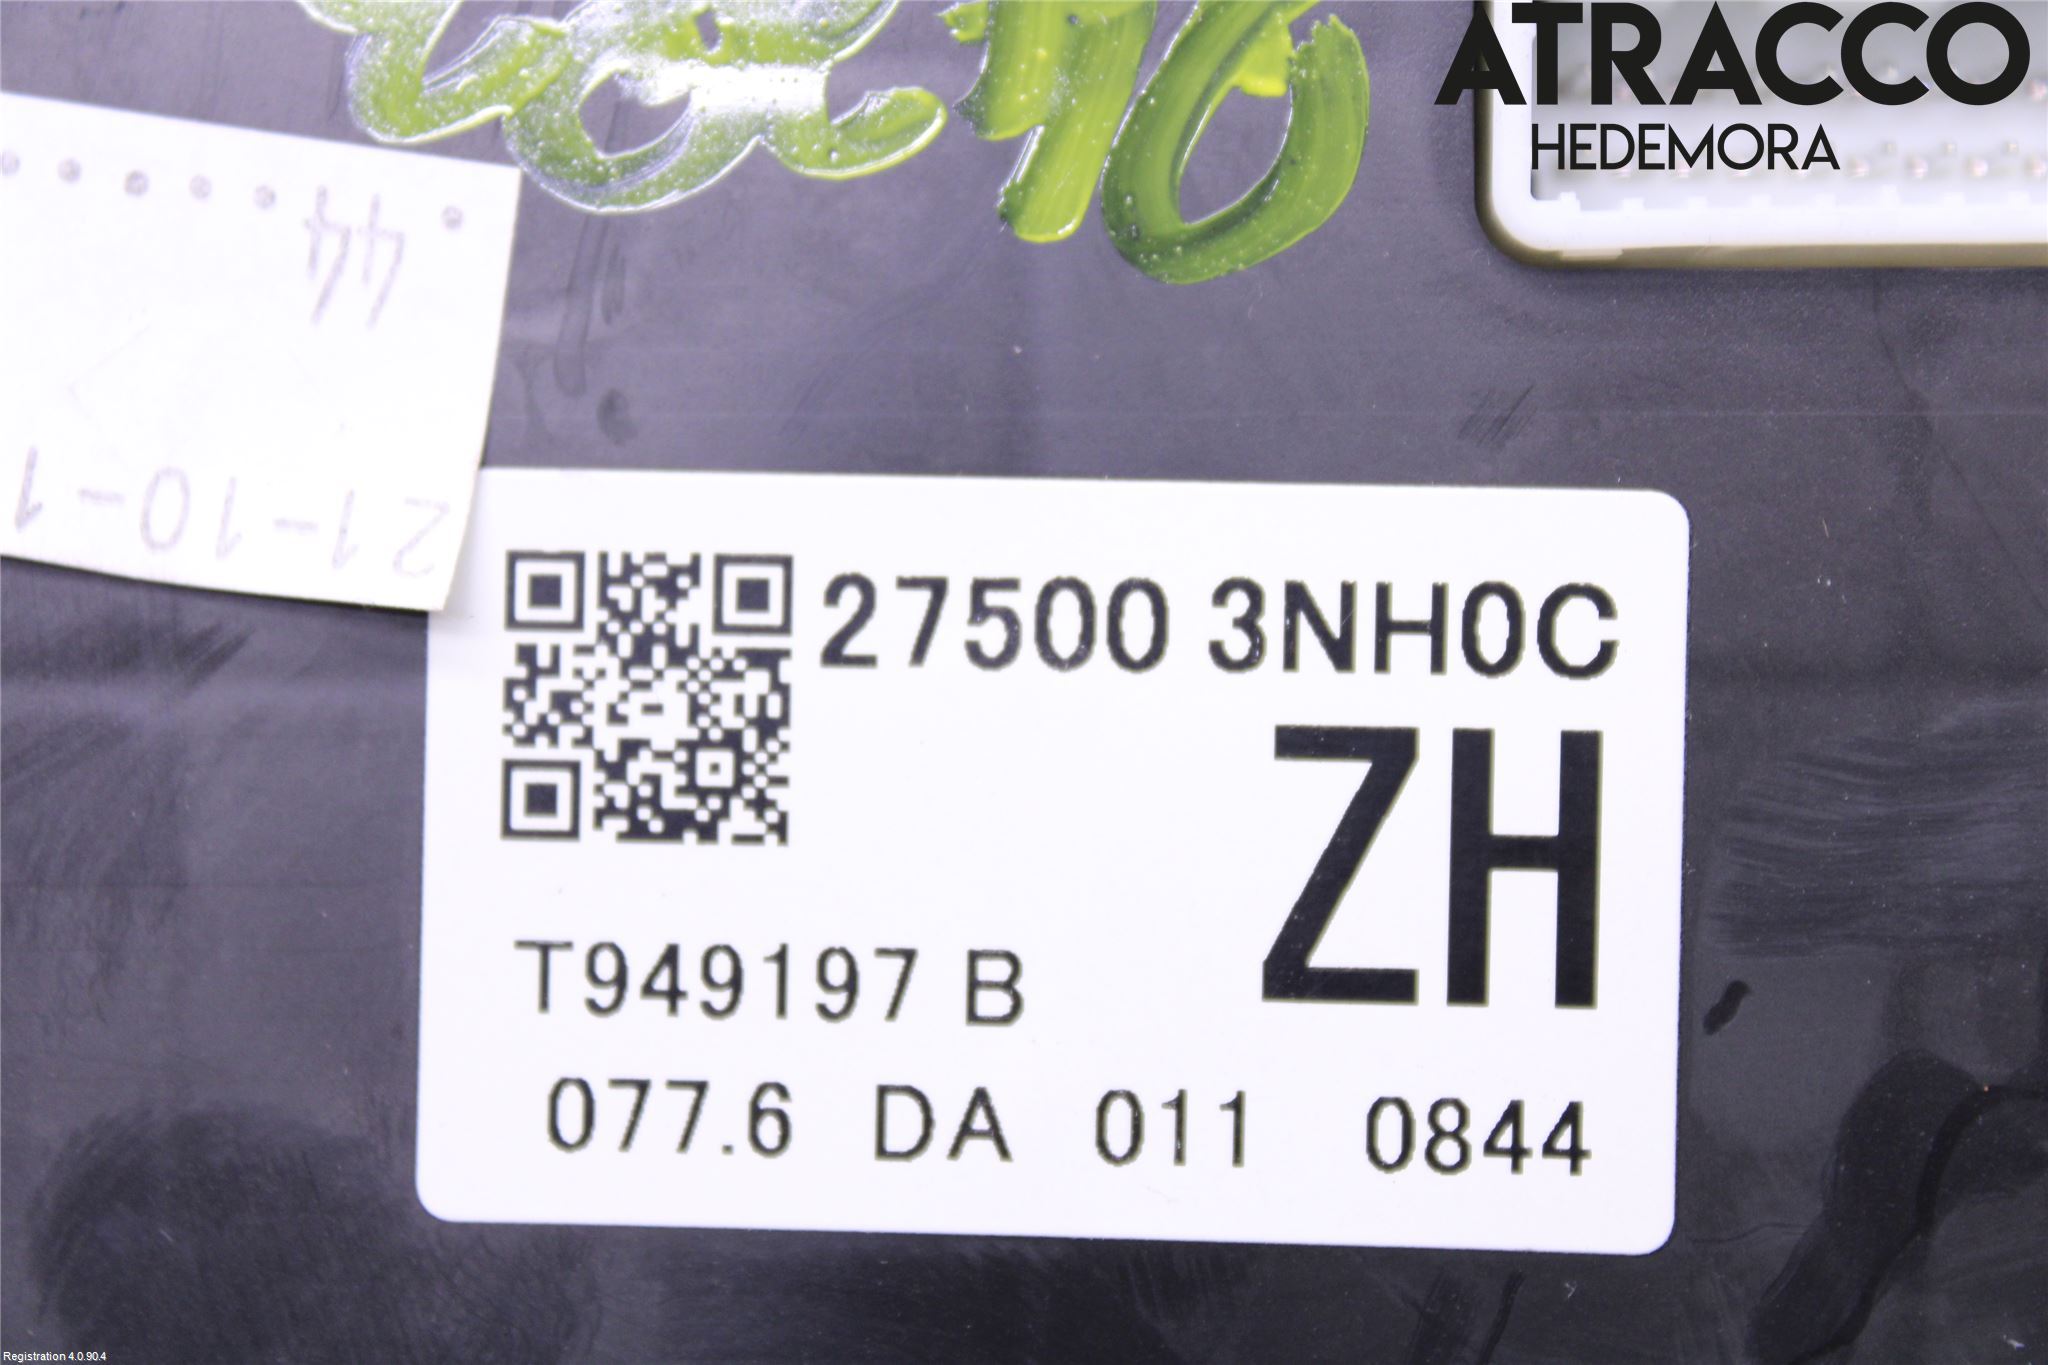 ATRACCO
HEDEMORA
44
21-10-1
27500 3NH0C
ZH
T949197 B
077.6 DA 011 0844
Registration 4.0.90.4